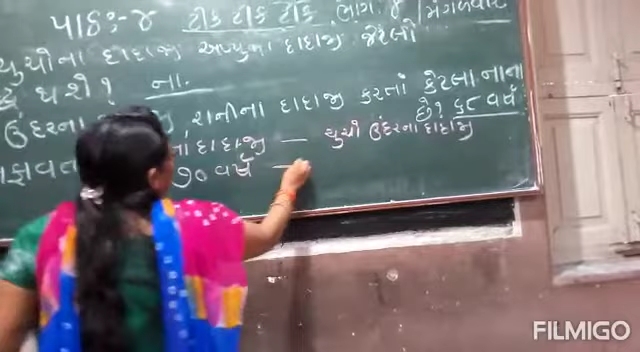 પાઠઃ-૪ ટીક ટીક ટીક ભાગ-૪ / મંગળવાર
ચુચીના દાદાજી અપ્પુના દાદાજી જેટલી
થશે? ના.
ઉંદરના દાદાજી રાનીના દાદાજી કરતાં કેટલા નાના
છે? ૬૮ વર્ષ
દાદાજી — ચુચી ઉંદરના દાદાજી
૭૦ વર્ષ —
FILMIGO